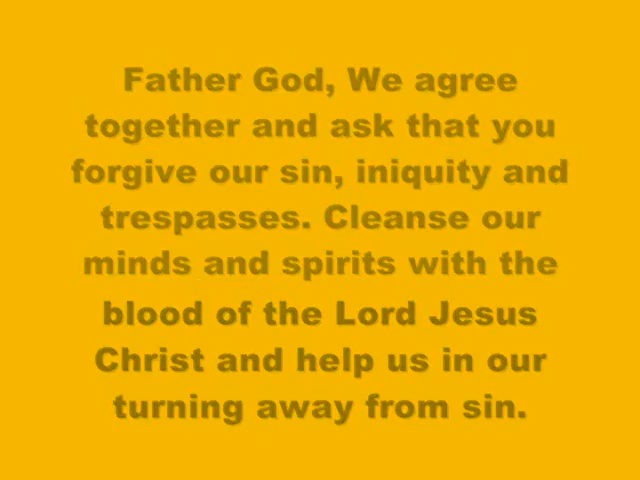 Father God, We agree
together and ask that you
forgive our sin, iniquity and
trespasses. Cleanse our
minds and spirits with the
blood of the Lord Jesus
Christ and help us in our
turning away from sin.